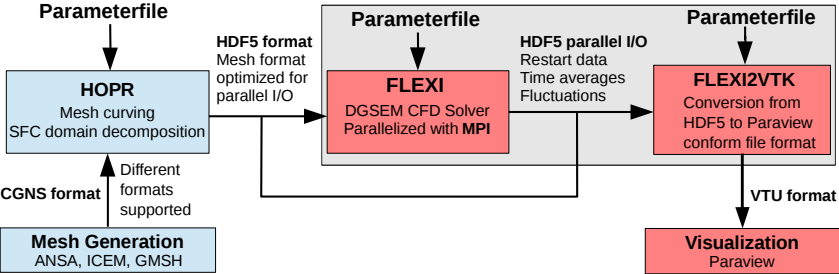 Parameterfile
HOPR
Mesh curving
SFC domain decomposition
HDF5 format
Mesh format
optimized for
parallel I/O
Parameterfile
FLEXI
DGSEM CFD Solver
Parallelized with MPI
HDF5 parallel I/O
Restart data
Time averages
Fluctuations
Parameterfile
FLEXI2VTK
Conversion from
HDF5 to Paraview
conform file format
CGNS format
Different
formats
supported
VTU format
Mesh Generation
ANSA, ICEM, GMSH
Visualization
Paraview